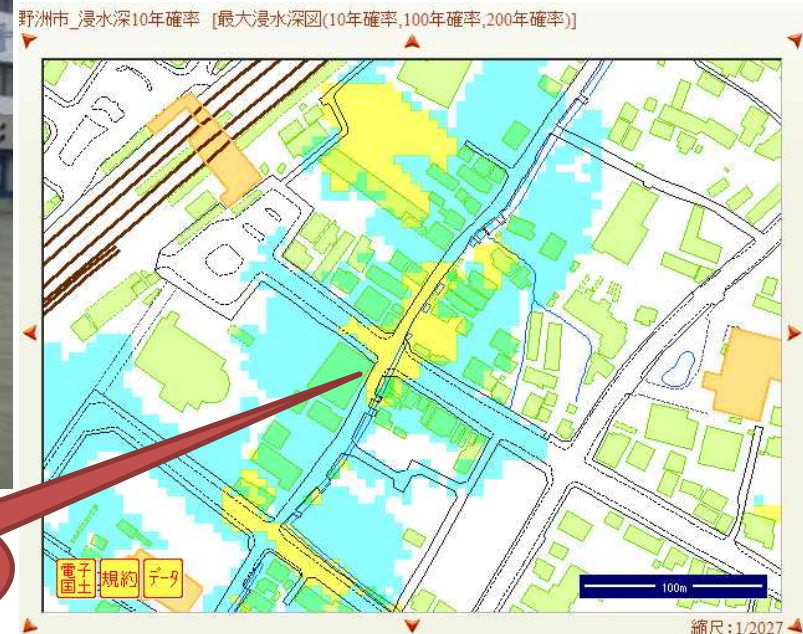 野洲市_浸水深10年確率 [最大浸水深図(10年確率,100年確率,200年確率)]
電子国土
規約
データ
100m
縮尺:1/2027